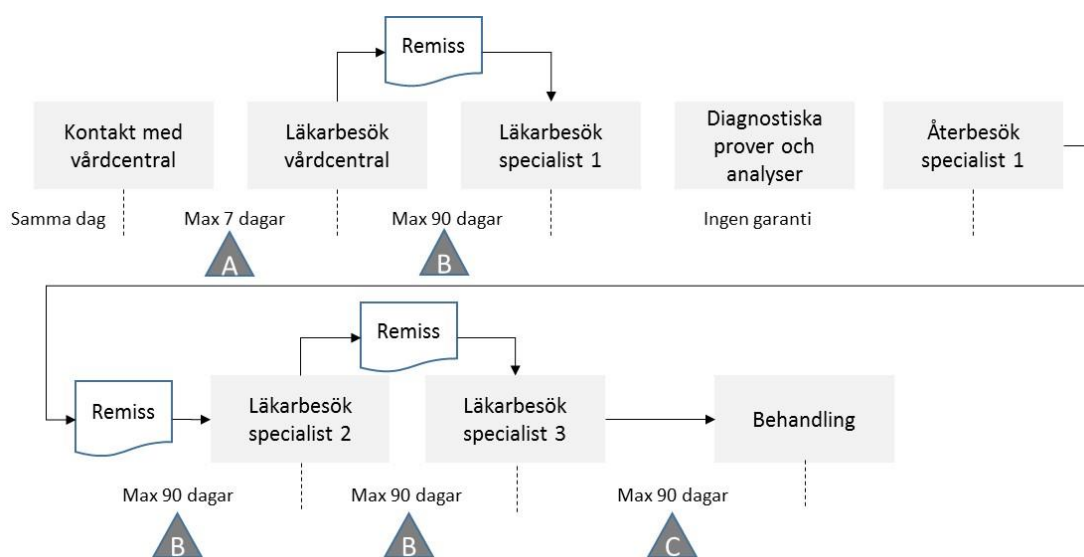 Remiss
Kontakt med
vårdcentral
Läkarbesök
vårdcentral
Läkarbesök
specialist 1
Diagnostiska
prover och
analyser
Återbesök
specialist 1
Samma dag
Max 7 dagar
Max 90 dagar
Ingen garanti
A
B
Remiss
Remiss
Läkarbesök
specialist 2
Läkarbesök
specialist 3
Behandling
Max 90 dagar
Max 90 dagar
Max 90 dagar
B
B
C